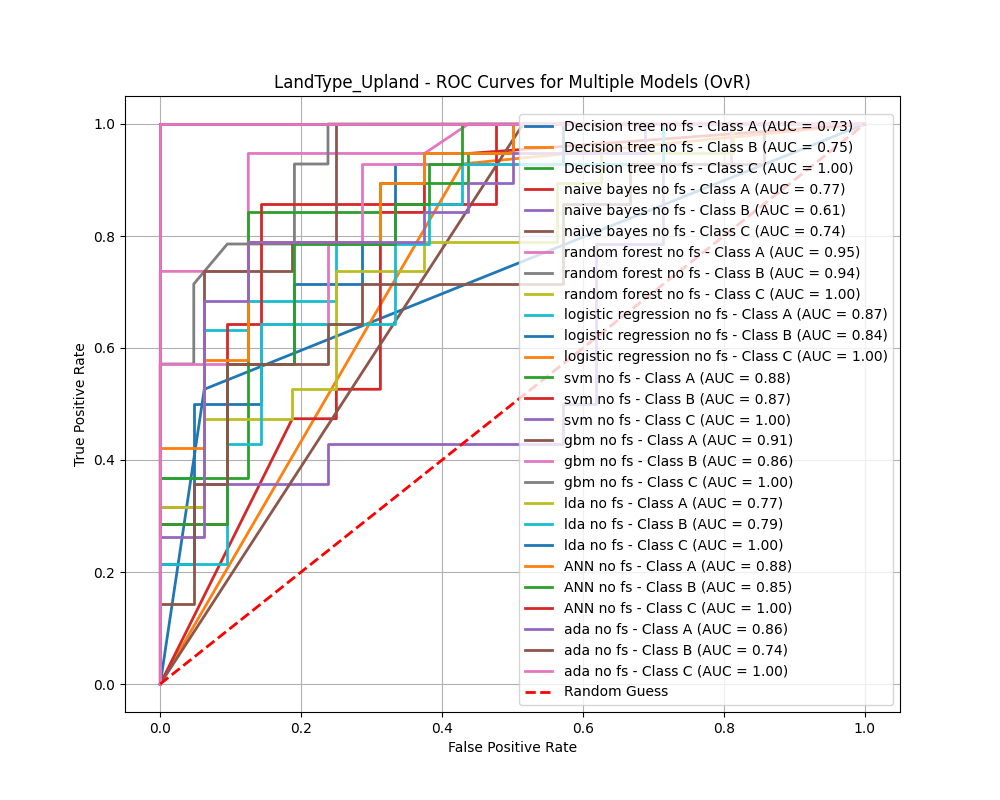 LandType_Upland - ROC Curves for Multiple Models (OvR)
True Positive Rate
1.0
0.8
0.6
0.4
0.2
0.0
Decision tree no fs - Class A (AUC = 0.73)
Decision tree no fs - Class B (AUC = 0.75)
Decision tree no fs - Class C (AUC = 1.00)
naive bayes no fs - Class A (AUC = 0.77)
naive bayes no fs - Class B (AUC = 0.61)
naive bayes no fs - Class C (AUC = 0.74)
random forest no fs - Class A (AUC = 0.95)
random forest no fs - Class B (AUC = 0.94)
random forest no fs - Class C (AUC = 1.00)
logistic regression no fs - Class A (AUC = 0.87)
logistic regression no fs - Class B (AUC = 0.84)
logistic regression no fs - Class C (AUC = 1.00)
svm no fs - Class A (AUC = 0.88)
svm no fs - Class B (AUC = 0.87)
svm no fs - Class C (AUC = 1.00)
gbm no fs - Class A (AUC = 0.91)
gbm no fs - Class B (AUC = 0.86)
gbm no fs - Class C (AUC = 1.00)
lda no fs - Class A (AUC = 0.77)
lda no fs - Class B (AUC = 0.79)
lda no fs - Class C (AUC = 1.00)
ANN no fs - Class A (AUC = 0.88)
ANN no fs - Class B (AUC = 0.85)
ANN no fs - Class C (AUC = 1.00)
ada no fs - Class A (AUC = 0.86)
ada no fs - Class B (AUC = 0.74)
ada no fs - Class C (AUC = 1.00)
Random Guess
0.0 0.2 0.4 0.6 0.8 1.0
False Positive Rate